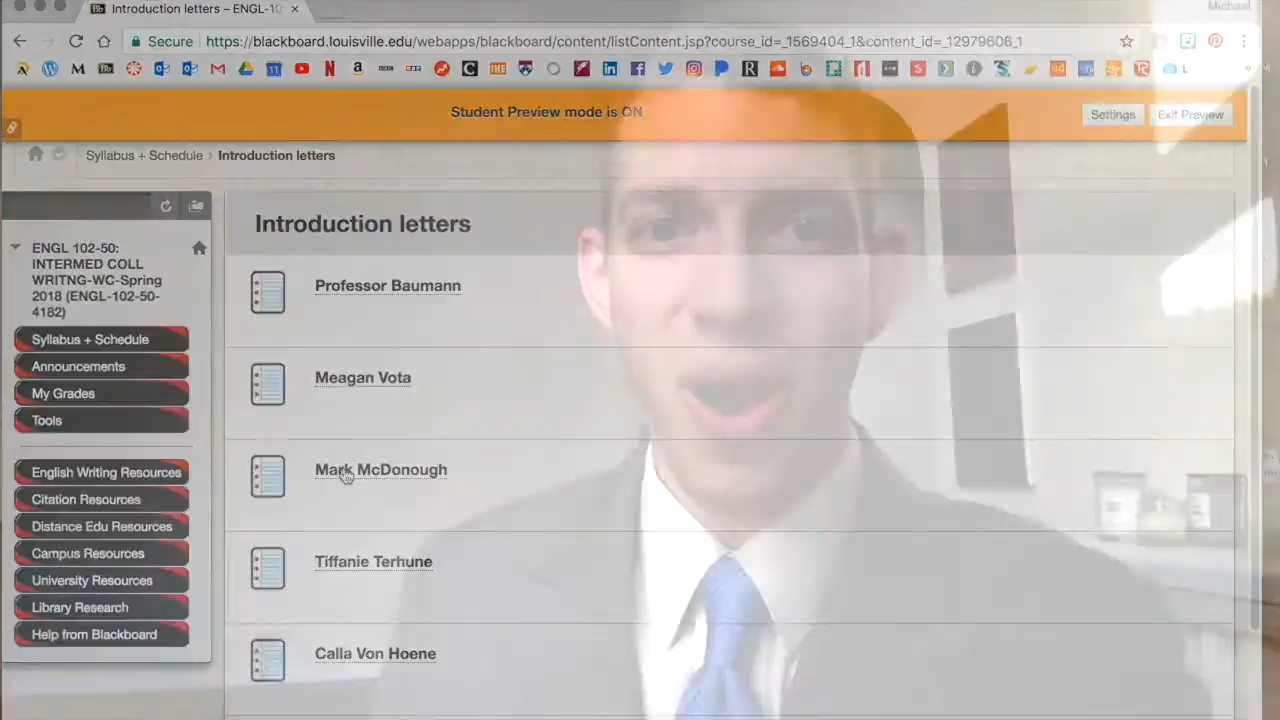 Introduction letters – ENGL-10
Michael
Secure
https://blackboard.louisville.edu/webapps/blackboard/content/listContent.jsp?course_id=_1569404_1&content_id=_12979606_1
Student Preview mode is ON
Settings
Exit Preview
Syllabus + Schedule › Introduction letters
ENGL 102-50:
INTERMED COLL
WRITNG-WC-Spring
2018 (ENGL-102-50-
4182)
Syllabus + Schedule
Announcements
My Grades
Tools
English Writing Resources
Citation Resources
Distance Edu Resources
Campus Resources
University Resources
Library Research
Help from Blackboard
Introduction letters
Professor Baumann
Meagan Vota
Mark McDonough
Tiffanie Terhune
Calla Von Hoene